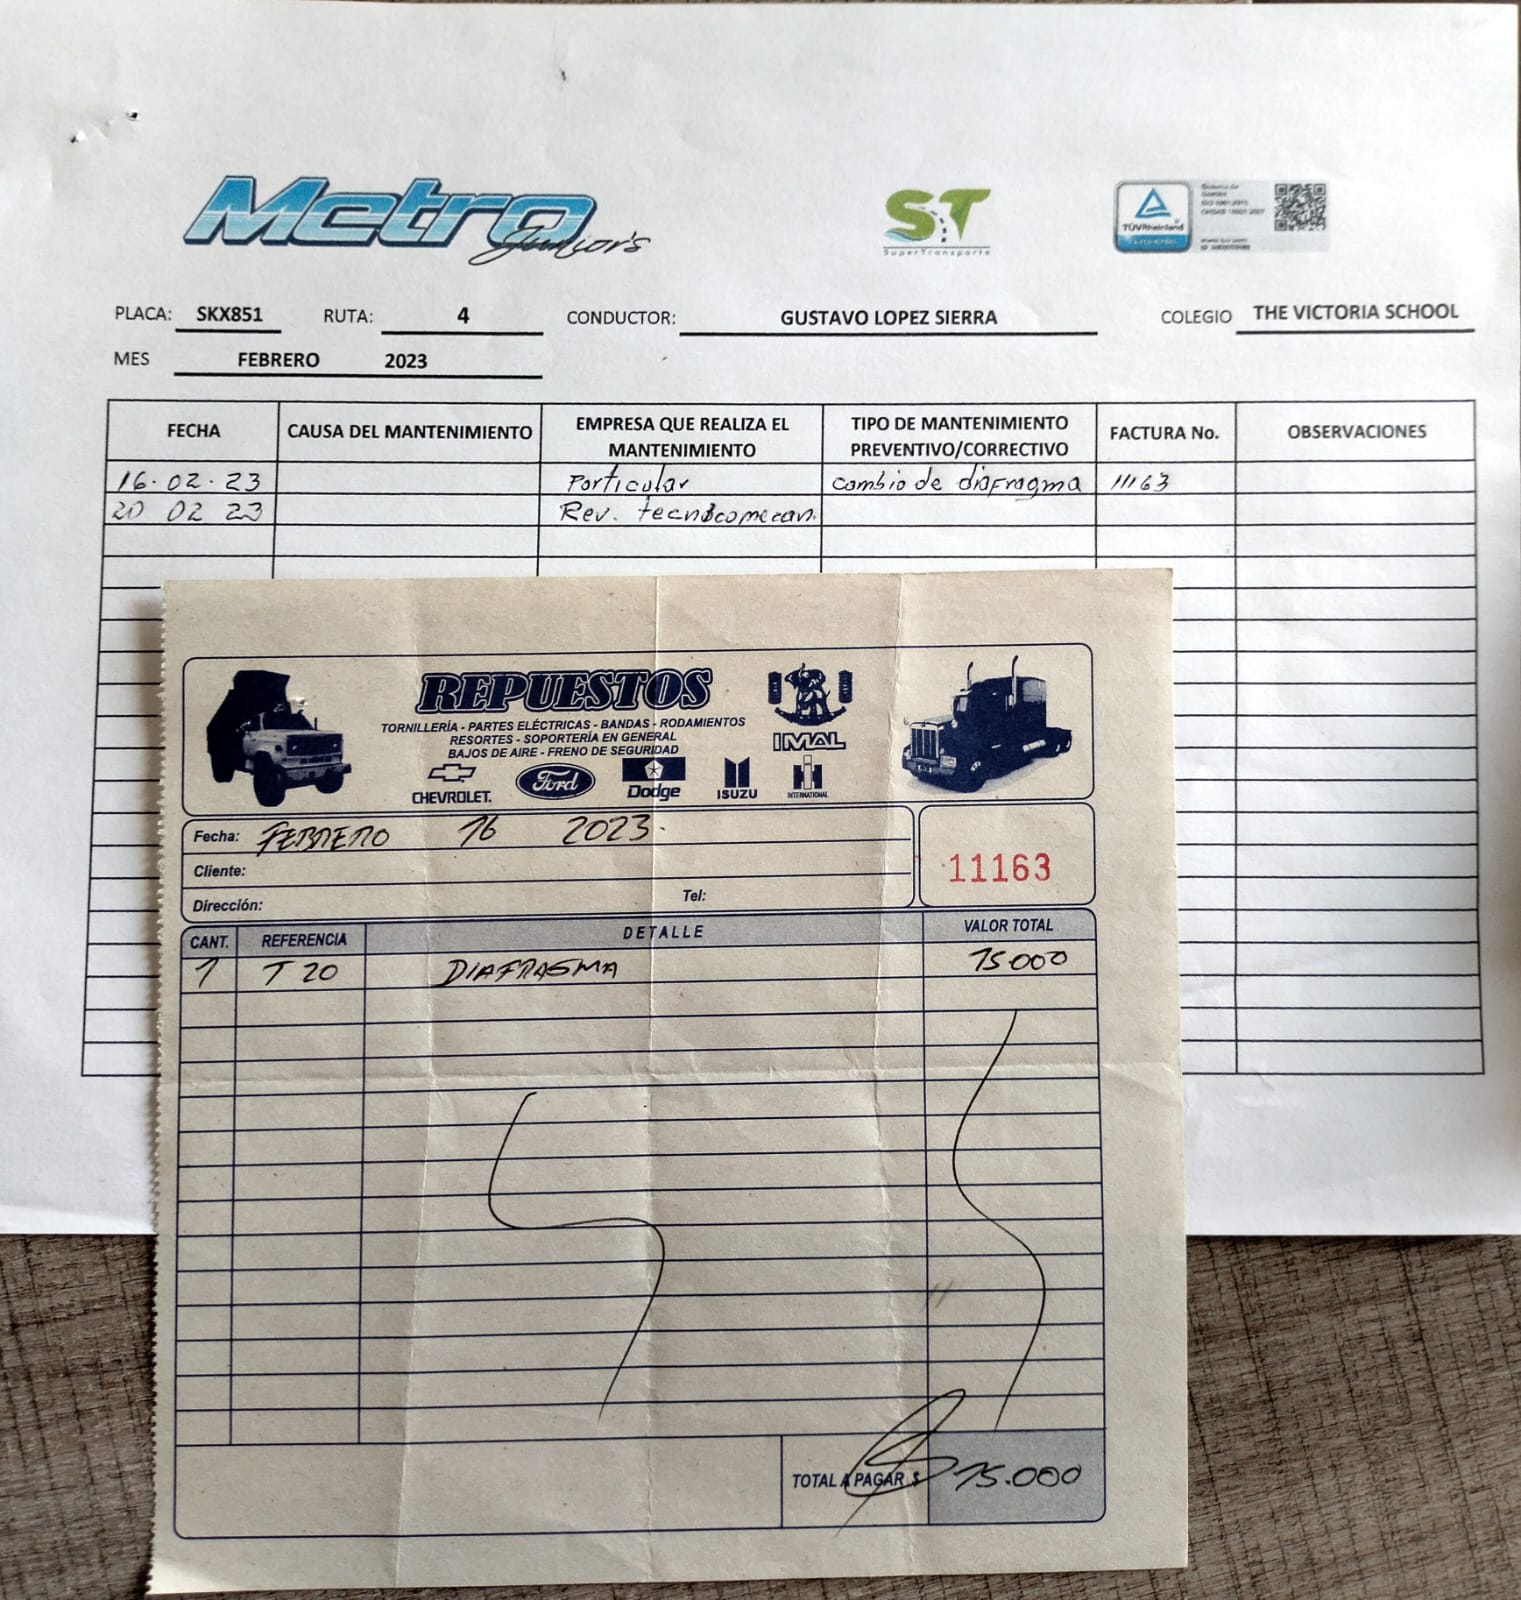 Metro
Junior's
ST
SuperTransporte
TÜVRheinland
PLACA: SKX851 RUTA: 4 CONDUCTOR: GUSTAVO LOPEZ SIERRA COLEGIO THE VICTORIA SCHOOL
MES FEBRERO 2023
FECHA CAUSA DEL MANTENIMIENTO EMPRESA QUE REALIZA EL MANTENIMIENTO TIPO DE MANTENIMIENTO PREVENTIVO/CORRECTIVO FACTURA No. OBSERVACIONES
16-02-23 Particular cambio de diafragma 11163
20 02 23 Rev. tecnicomecan.
REPUESTOS
TORNILLERÍA - PARTES ELÉCTRICAS - BANDAS - RODAMIENTOS
RESORTES - SOPORTERÍA EN GENERAL
BAJOS DE AIRE - FRENO DE SEGURIDAD
IMAL
CHEVROLET. Ford Dodge ISUZU INTERNATIONAL
Fecha: FEBRERO 16 2023.
Cliente:
11163
Dirección: Tel:
CANT. REFERENCIA DETALLE VALOR TOTAL
1 T 20 DIAFRAGMA 15.000
TOTAL A PAGAR $ 15.000